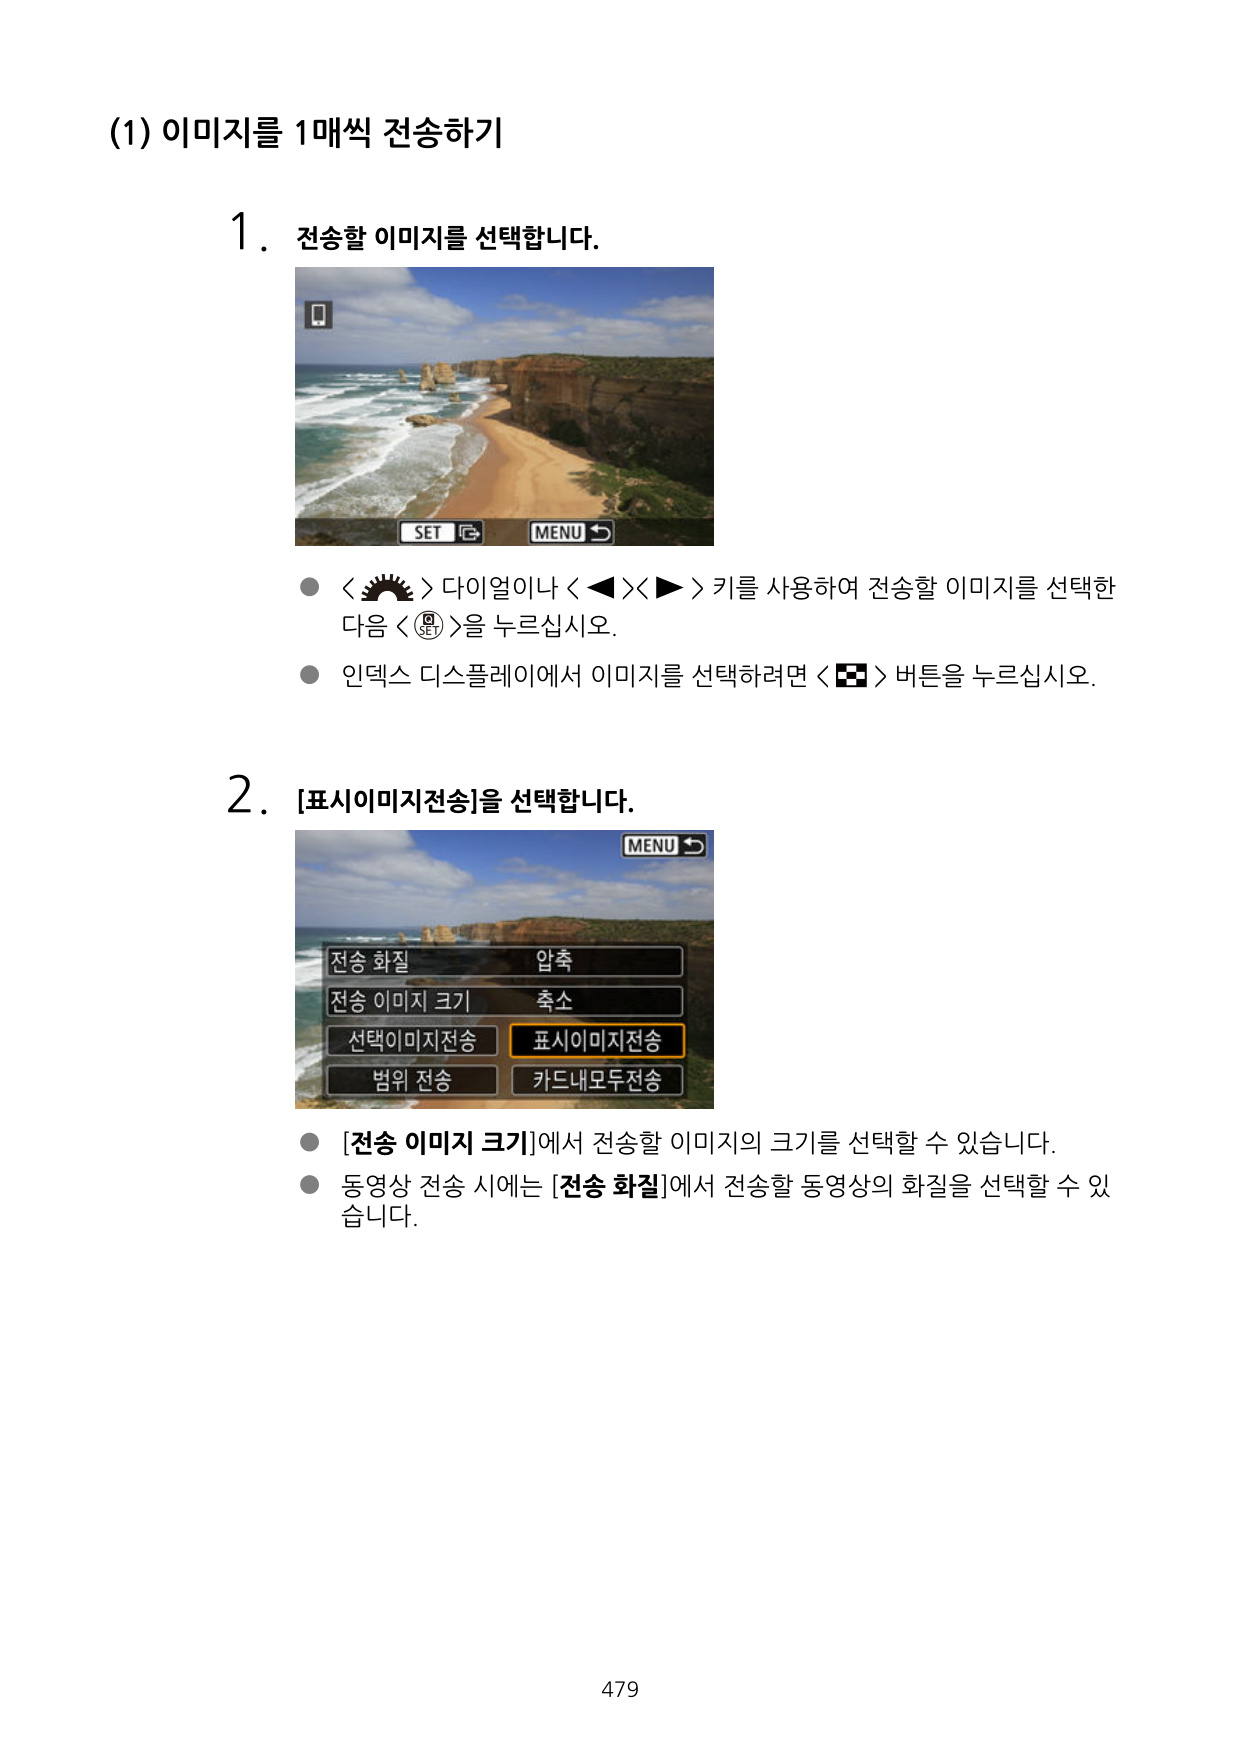 (1) 이미지를 1매씩 전송하기
1. 전송할 이미지를 선택합니다.
SET MENU
● < > 다이얼이나 < ◀ >< ▶ > 키를 사용하여 전송할 이미지를 선택한
다음 < Q SET >을 누르십시오.
● 인덱스 디스플레이에서 이미지를 선택하려면 < > 버튼을 누르십시오.
2. [표시이미지전송]을 선택합니다.
MENU
전송 화질 압축
전송 이미지 크기 축소
선택이미지전송 표시이미지전송
범위 전송 카드내모두전송
● [전송 이미지 크기]에서 전송할 이미지의 크기를 선택할 수 있습니다.
● 동영상 전송 시에는 [전송 화질]에서 전송할 동영상의 화질을 선택할 수 있
습니다.
479